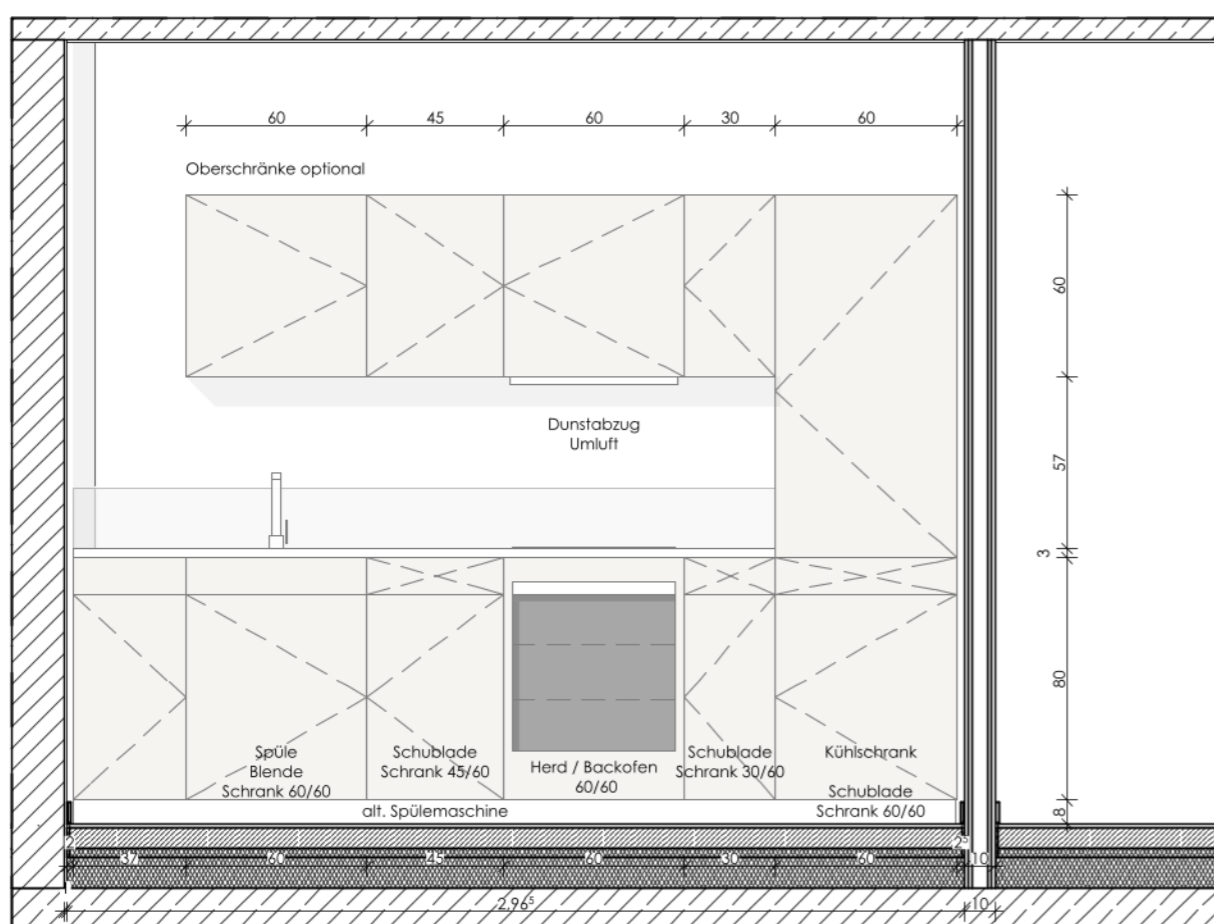 60 45 60 30 60
Oberschränke optional
60
Dunstabzug
Umluft
57
3
80
Spüle
Blende
Schrank 60/60
Schublade
Schrank 45/60
Herd / Backofen
60/60
Schublade
Schrank 30/60
Kühlschrank
Schublade
Schrank 60/60
alt. Spülemaschine
8
2 37 60 45 60 30 60 2⁵ 10
2,96⁵ 10